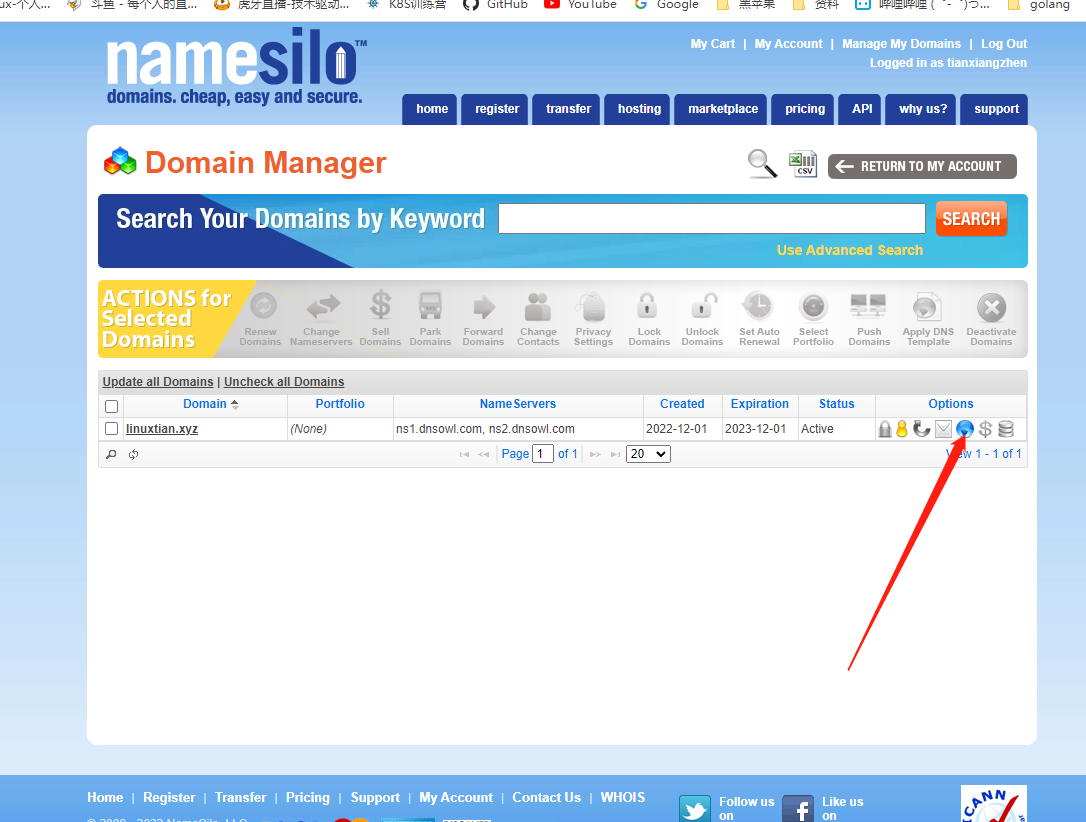 斗鱼 - 每个人的直...
虎牙直播-技术驱动...
K8S训练营
GitHub
YouTube
Google
黑苹果
资料
哔哩哔哩 (゜-゜)つ...
golang
namesilo™
domains. cheap, easy and secure.
My Cart | My Account | Manage My Domains | Log Out
Logged in as tianxiangzhen
home register transfer hosting marketplace pricing API why us? support
Domain Manager
CSV
RETURN TO MY ACCOUNT
Search Your Domains by Keyword
SEARCH
Use Advanced Search
ACTIONS for
Selected
Domains
Renew
Domains
Change
Nameservers
Sell
Domains
Park
Domains
Forward
Domains
Change
Contacts
Privacy
Settings
Lock
Domains
Unlock
Domains
Set Auto
Renewal
Select
Portfolio
Push
Domains
Apply DNS
Template
Deactivate
Domains
Update all Domains | Uncheck all Domains
Domain Portfolio NameServers Created Expiration Status Options
linuxtian.xyz (None) ns1.dnsowl.com, ns2.dnsowl.com 2022-12-01 2023-12-01 Active
Page 1 of 1 20
View 1 - 1 of 1
Home | Register | Transfer | Pricing | Support | My Account | Contact Us | WHOIS
Follow us
on
Like us
on
ICANN